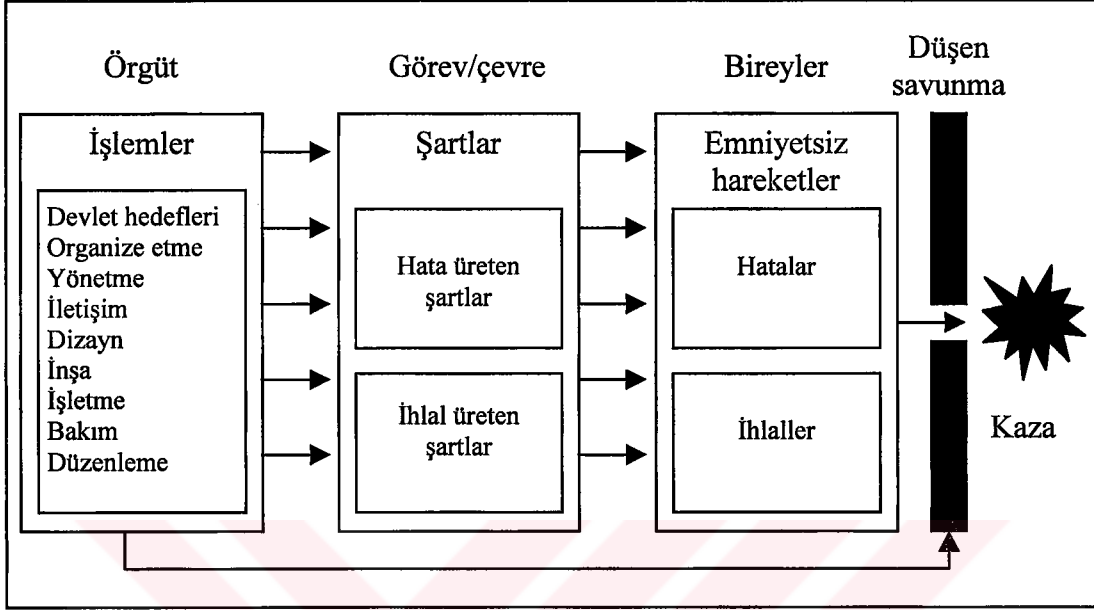 Örgüt
Görev/çevre
Bireyler
Düşen
savunma
İşlemler
Devlet hedefleri
Organize etme
Yönetme
İletişim
Dizayn
İnşa
İşletme
Bakım
Düzenleme
Şartlar
Hata üreten
şartlar
İhlal üreten
şartlar
Emniyetsiz
hareketler
Hatalar
İhlaller
Kaza